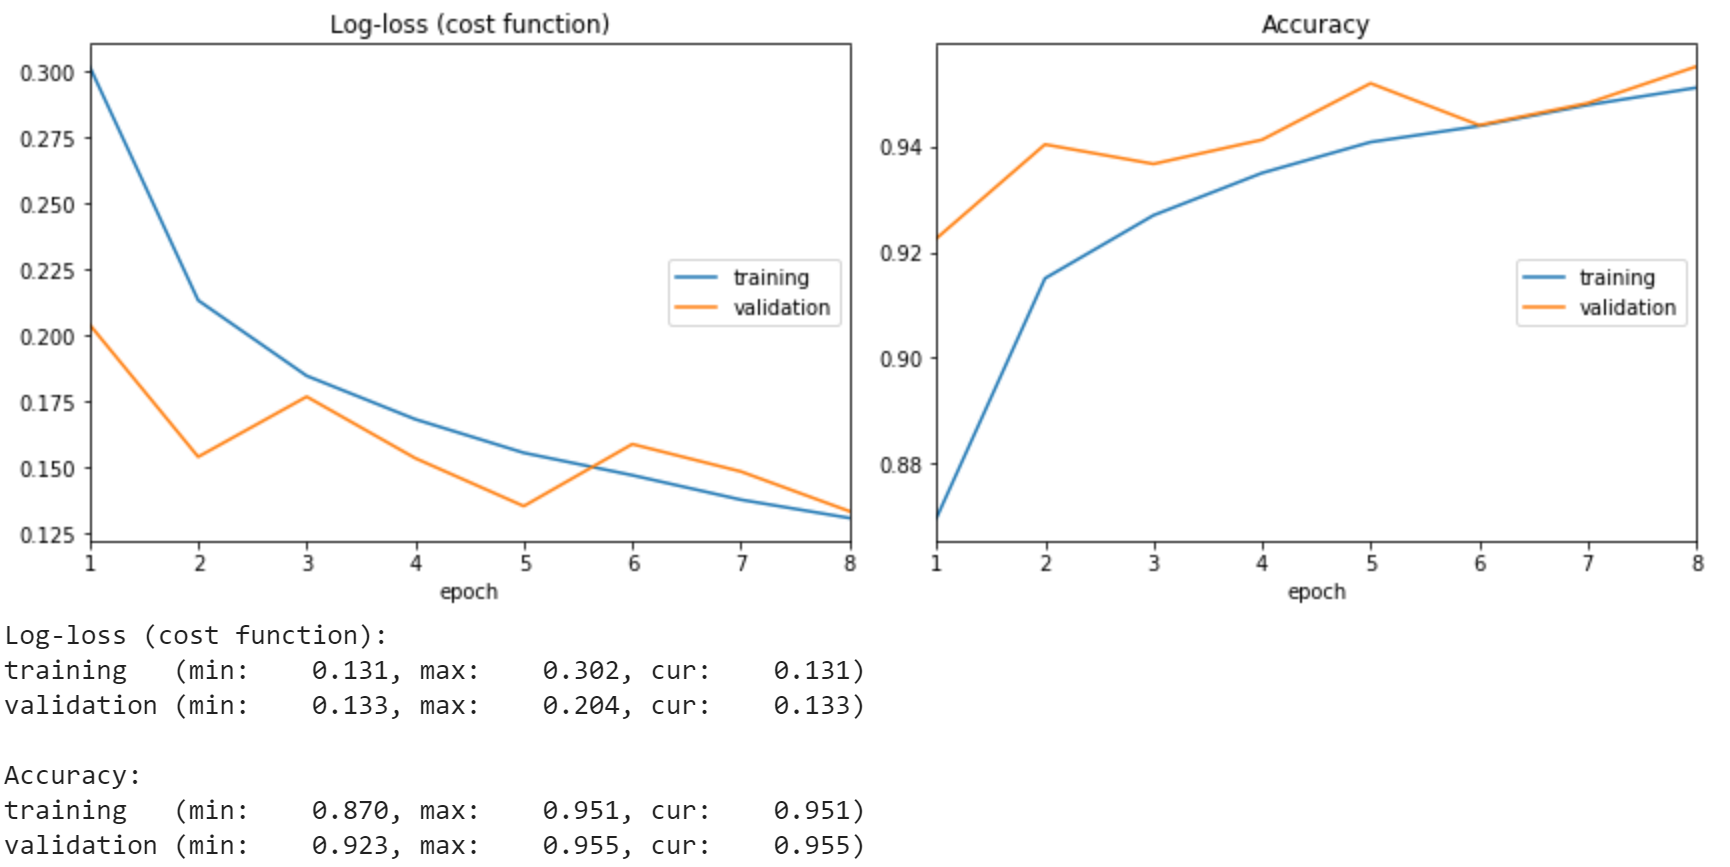 Log-loss (cost function)
0.300
0.275
0.250
0.225
0.200
0.175
0.150
0.125
1 2 3 4 5 6 7 8
epoch
training
validation
Accuracy
0.94
0.92
0.90
0.88
1 2 3 4 5 6 7 8
epoch
training
validation
Log-loss (cost function):
training   (min:    0.131, max:    0.302, cur:    0.131)
validation (min:    0.133, max:    0.204, cur:    0.133)
Accuracy:
training   (min:    0.870, max:    0.951, cur:    0.951)
validation (min:    0.923, max:    0.955, cur:    0.955)